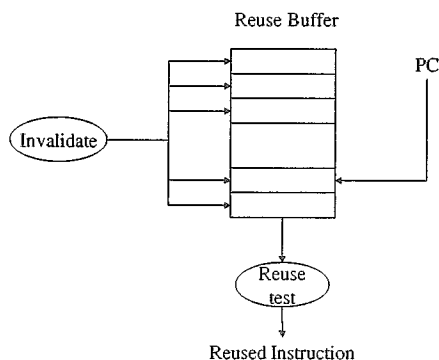 Reuse Buffer
PC
Invalidate
Reuse
test
Reused Instruction